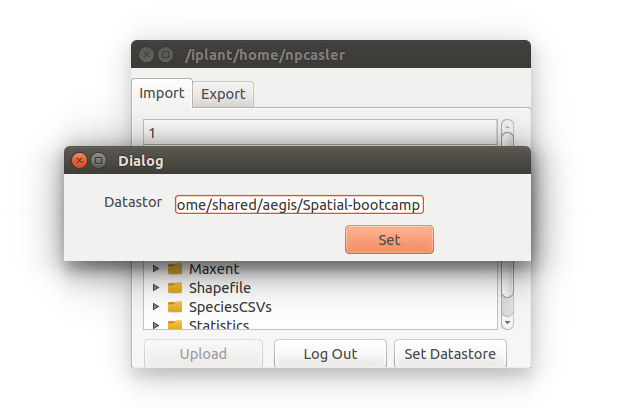 /iplant/home/npcasler
Import
Export
1
Dialog
Datastor
ome/shared/aegis/Spatial-bootcamp
Set
Maxent
Shapefile
SpeciesCSVs
Statistics
Upload
Log Out
Set Datastore